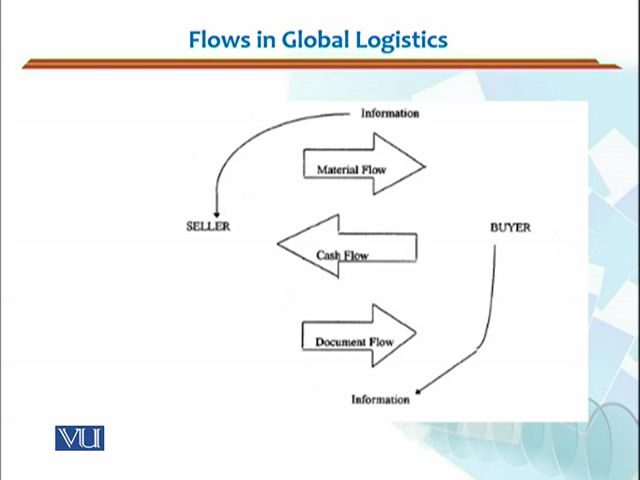 Flows in Global Logistics
Information
Material Flow
SELLER
BUYER
Cash Flow
Document Flow
Information
VU